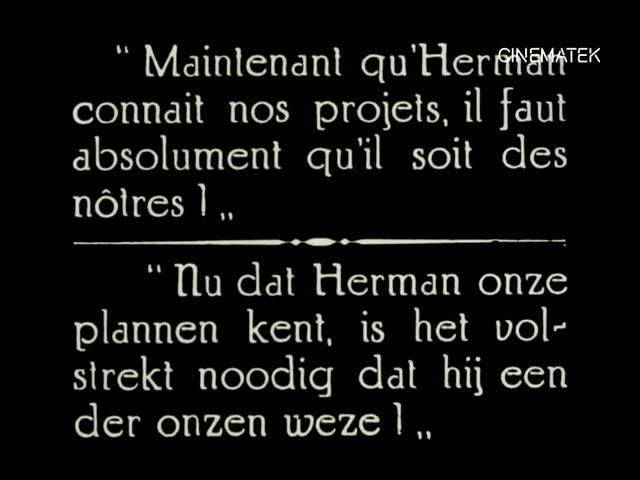 CINEMATEK
“ Maintenant qu'Herman
connait nos projets, il faut
absolument qu'il soit des
nôtres ! „
“ Nu dat Herman onze
plannen kent, is het vol-
strekt noodig dat hij een
der onzen weze ! „